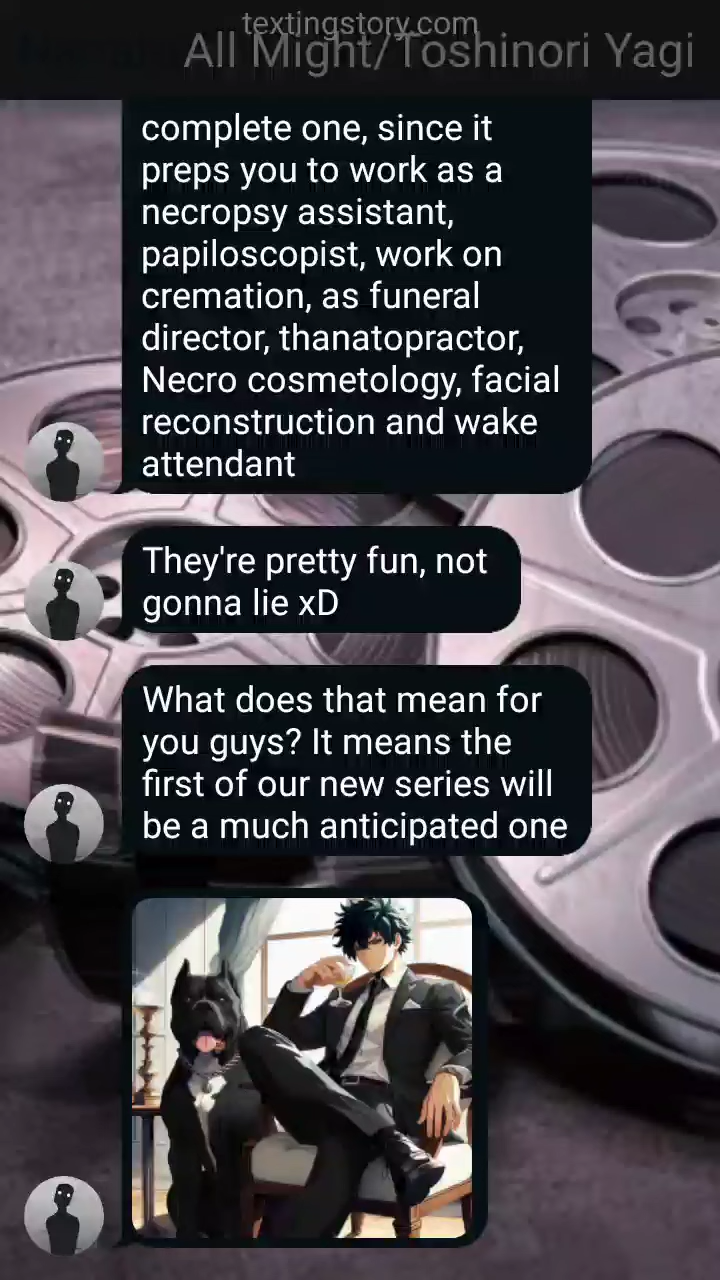 textingstory.com
All Might/Toshinori Yagi
complete one, since it
preps you to work as a
necropsy assistant,
papiloscopist, work on
cremation, as funeral
director, thanatopractor,
Necro cosmetology, facial
reconstruction and wake
attendant
They're pretty fun, not
gonna lie xD
What does that mean for
you guys? It means the
first of our new series will
be a much anticipated one